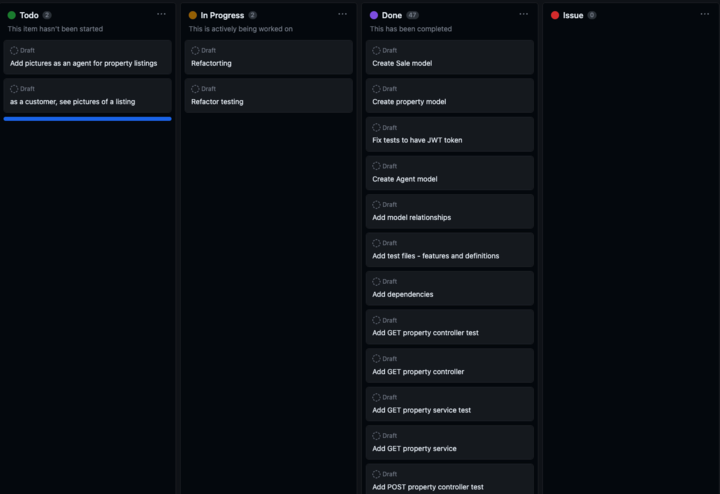 Todo 2 ...
This item hasn't been started
Draft
Add pictures as an agent for property listings
Draft
as a customer, see pictures of a listing
In Progress 2 ...
This is actively being worked on
Draft
Refactorting
Draft
Refactor testing
Done 47 ...
This has been completed
Draft
Create Sale model
Draft
Create property model
Draft
Fix tests to have JWT token
Draft
Create Agent model
Draft
Add model relationships
Draft
Add test files - features and definitions
Draft
Add dependencies
Draft
Add GET property controller test
Draft
Add GET property controller
Draft
Add GET property service test
Draft
Add GET property service
Draft
Add POST property controller test
Issue 0 ...